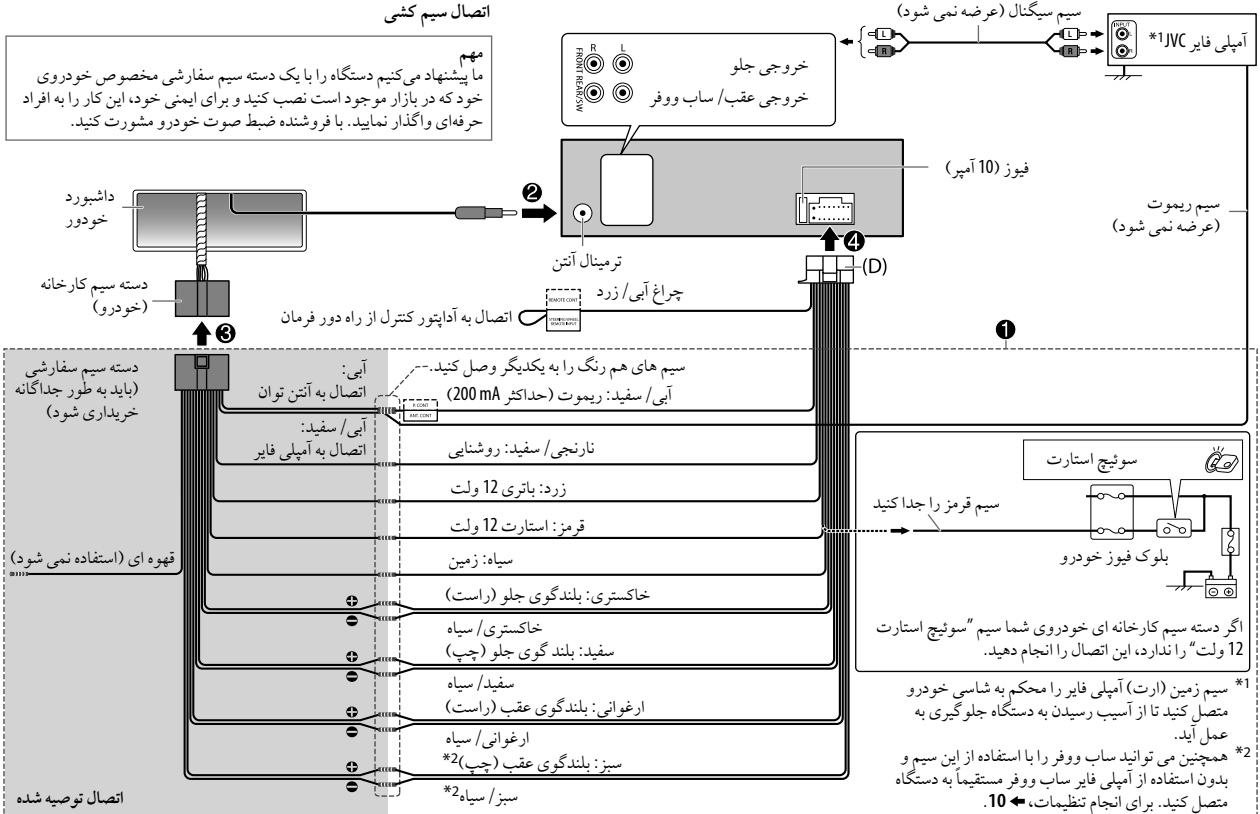 اتصال سیم کشی
مهم
ما پیشنهاد می‌کنیم دستگاه را با یک دسته سیم سفارشی مخصوص خودروی
خود که در بازار موجود است نصب کنید و برای ایمنی خود، این کار را به افراد
حرفه‌ای واگذار نمایید. با فروشنده ضبط صوت خودرو مشورت کنید.
سیم سیگنال (عرضه نمی شود)
آمپلی فایر JVC*1
INPUT
L
R
L
R
L
R
R L
FRONT REAR/SW
خروجی جلو
خروجی عقب/ ساب ووفر
فیوز (10 آمپر)
سیم ریموت
(عرضه نمی شود)
داشبورد
خودور
2
ترمینال آنتن
4
(D)
دسته سیم کارخانه
(خودرو)
چراغ آبی/ زرد
REMOTE CONT
STEERING WHEEL
REMOTE INPUT
اتصال به آداپتور کنترل از راه دور فرمان
3
1
دسته سیم سفارشی
(باید به طور جداگانه
خریداری شود)
آبی:
اتصال به آنتن توان
آبی/ سفید:
اتصال به آمپلی فایر
سیم های هم رنگ را به یکدیگر وصل کنید.
آبی/ سفید: ریموت (حداکثر 200 mA)
P. CONT
ANT. CONT
نارنجی/ سفید: روشنایی
زرد: باتری 12 ولت
قرمز: استارت 12 ولت
سیاه: زمین
قهوه ای (استفاده نمی شود)
خاکستری: بلندگوی جلو (راست)
خاکستری/ سیاه
سفید: بلند گوی جلو (چپ)
سفید/ سیاه
ارغوانی: بلندگوی عقب (راست)
ارغوانی/ سیاه
سبز: بلندگوی عقب (چپ)*2
سبز/ سیاه*2
اتصال توصیه شده
سوئیچ استارت
سیم قرمز را جدا کنید
بلوک فیوز خودرو
اگر دسته سیم کارخانه ای خودروی شما سیم "سوئیچ استارت
12 ولت" را ندارد، این اتصال را انجام دهید.
*1 سیم زمین (ارت) آمپلی فایر را محکم به شاسی خودرو
متصل کنید تا از آسیب رسیدن به دستگاه جلوگیری به
عمل آید.
*2 همچنین می توانید ساب ووفر را با استفاده از این سیم و
بدون استفاده از آمپلی فایر ساب ووفر مستقیماً به دستگاه
متصل کنید. برای انجام تنظیمات، ➜ 10.